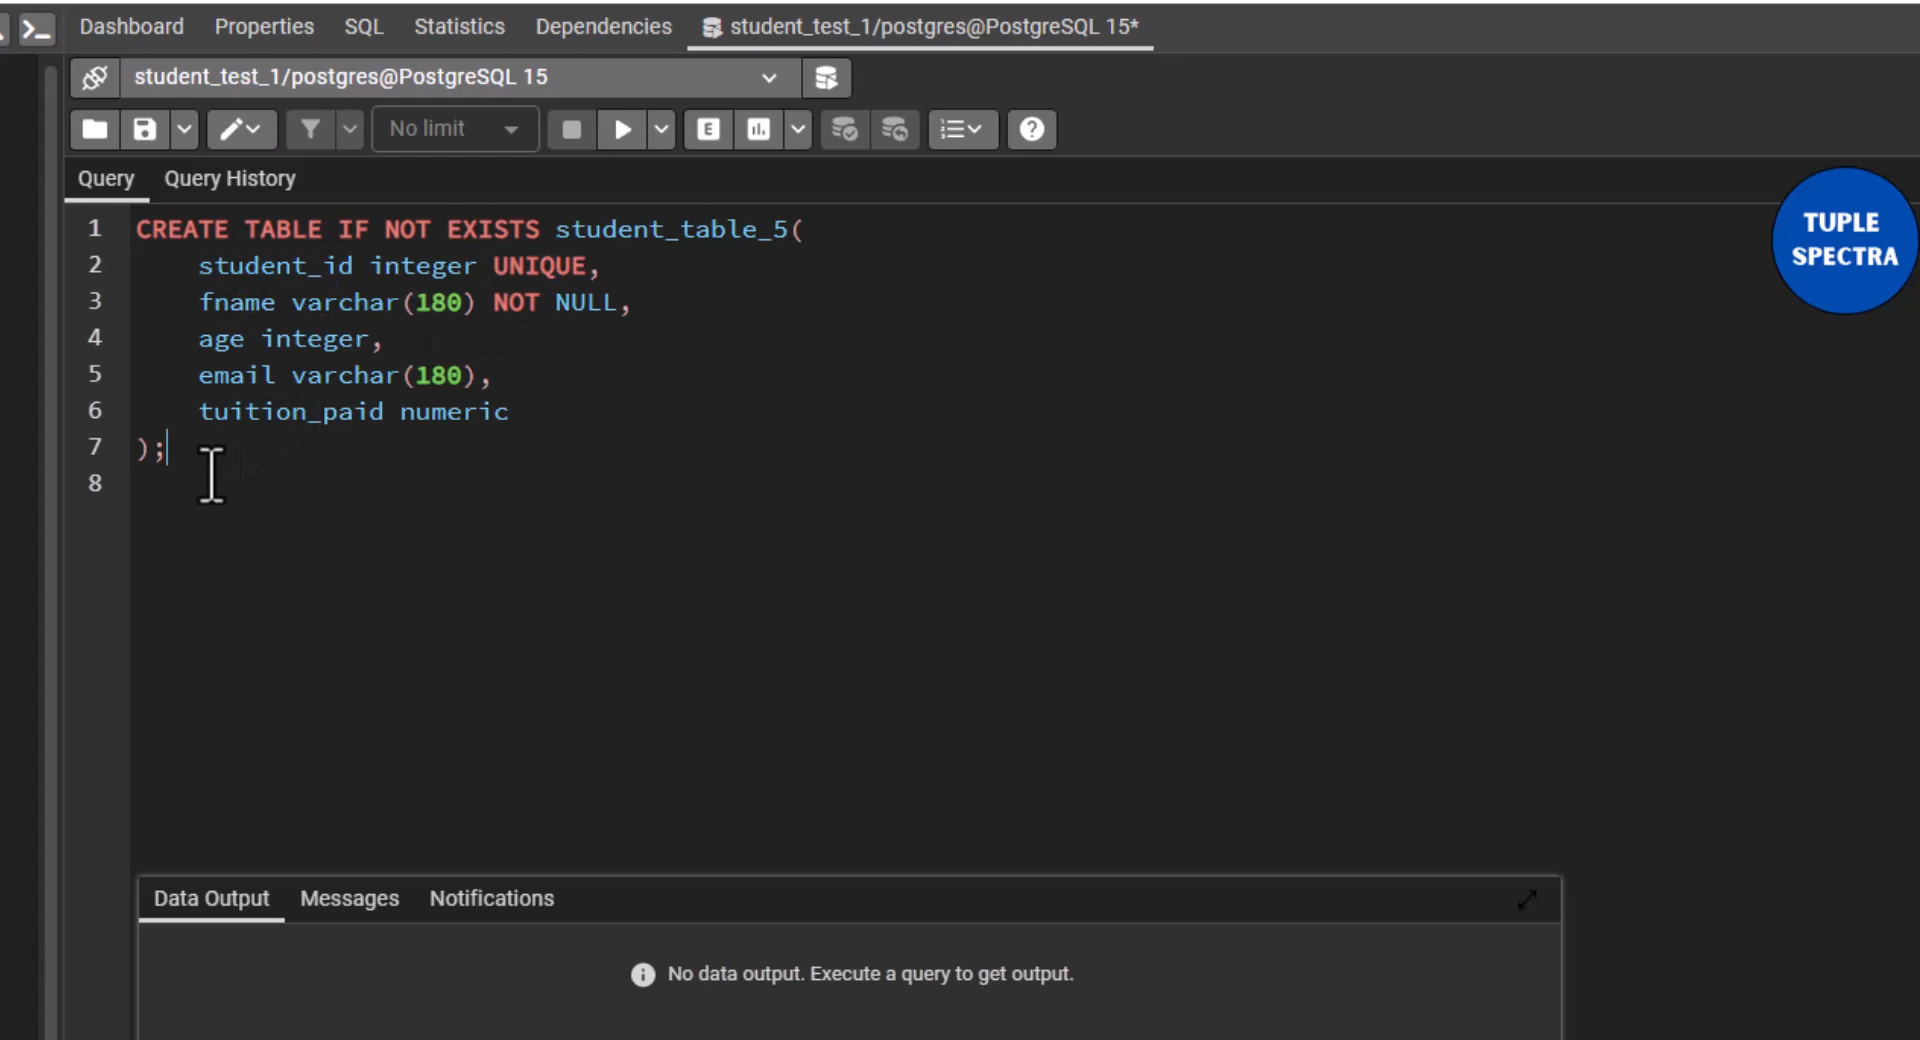 Dashboard Properties SQL Statistics Dependencies student_test_1/postgres@PostgreSQL 15*
student_test_1/postgres@PostgreSQL 15
No limit E ?
Query Query History
1 CREATE TABLE IF NOT EXISTS student_table_5(
2 student_id integer UNIQUE,
3 fname varchar(180) NOT NULL,
4 age integer,
5 email varchar(180),
6 tuition_paid numeric
7 );
8
TUPLE
SPECTRA
Data Output Messages Notifications
No data output. Execute a query to get output.